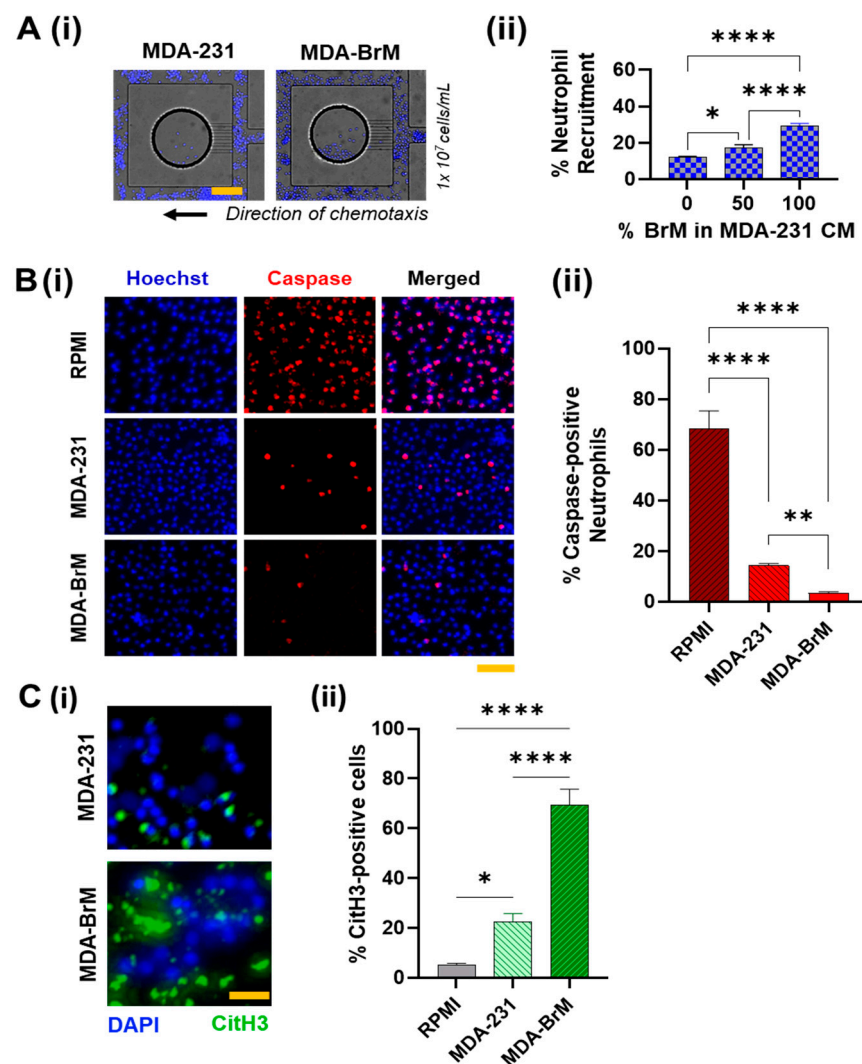 A (i)
MDA-231
MDA-BrM
1x 10⁷ cells/mL
Direction of chemotaxis
(ii)
% Neutrophil
Recruitment
60
40
20
0
****
*
****
0
50
100
% BrM in MDA-231 CM
B (i)
Hoechst
Caspase
Merged
RPMI
MDA-231
MDA-BrM
(ii)
% Caspase-positive
Neutrophils
100
80
60
40
20
0
****
****
**
RPMI
MDA-231
MDA-BrM
C (i)
MDA-231
MDA-BrM
DAPI
CitH3
(ii)
% CitH3-positive cells
100
80
60
40
20
0
****
****
*
RPMI
MDA-231
MDA-BrM